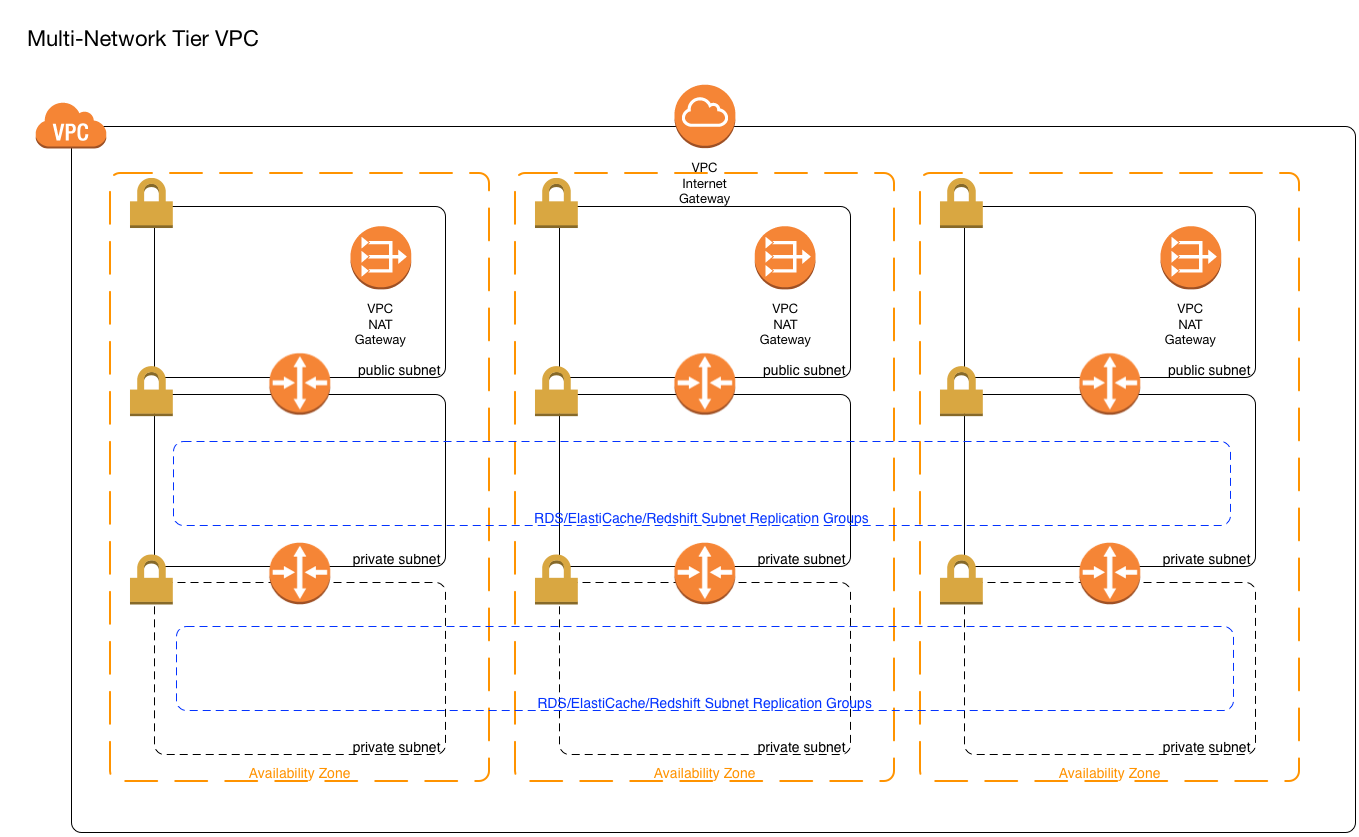 Multi-Network Tier VPC
VPC
VPC
Internet
Gateway
VPC
NAT
Gateway
public subnet
VPC
NAT
Gateway
public subnet
VPC
NAT
Gateway
public subnet
RDS/ElastiCache/Redshift Subnet Replication Groups
private subnet
private subnet
private subnet
RDS/ElastiCache/Redshift Subnet Replication Groups
private subnet
private subnet
private subnet
Availability Zone
Availability Zone
Availability Zone